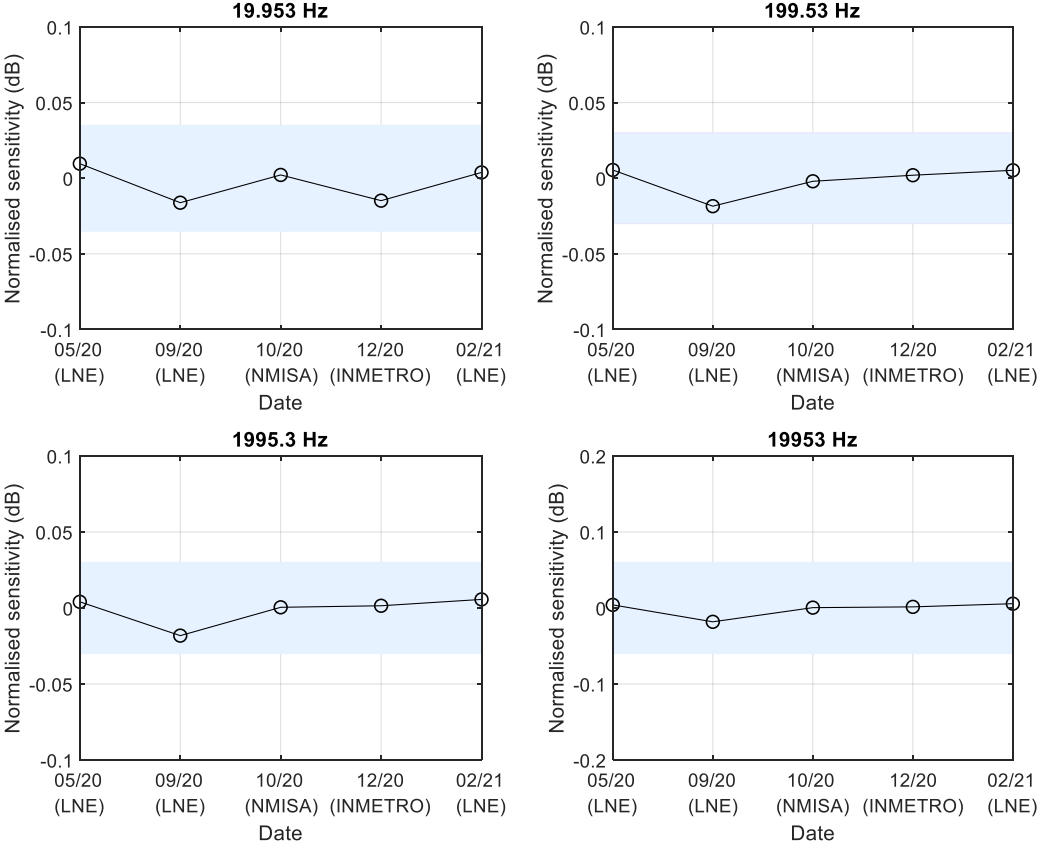 19.953 Hz
Normalised sensitivity (dB)
0.1
0.05
0
-0.05
-0.1
05/20 09/20 10/20 12/20 02/21
(LNE) (LNE) (NMISA) (INMETRO) (LNE)
Date
199.53 Hz
Normalised sensitivity (dB)
0.1
0.05
0
-0.05
-0.1
05/20 09/20 10/20 12/20 02/21
(LNE) (LNE) (NMISA) (INMETRO) (LNE)
Date
1995.3 Hz
Normalised sensitivity (dB)
0.1
0.05
0
-0.05
-0.1
05/20 09/20 10/20 12/20 02/21
(LNE) (LNE) (NMISA) (INMETRO) (LNE)
Date
19953 Hz
Normalised sensitivity (dB)
0.2
0.1
0
-0.1
-0.2
05/20 09/20 10/20 12/20 02/21
(LNE) (LNE) (NMISA) (INMETRO) (LNE)
Date